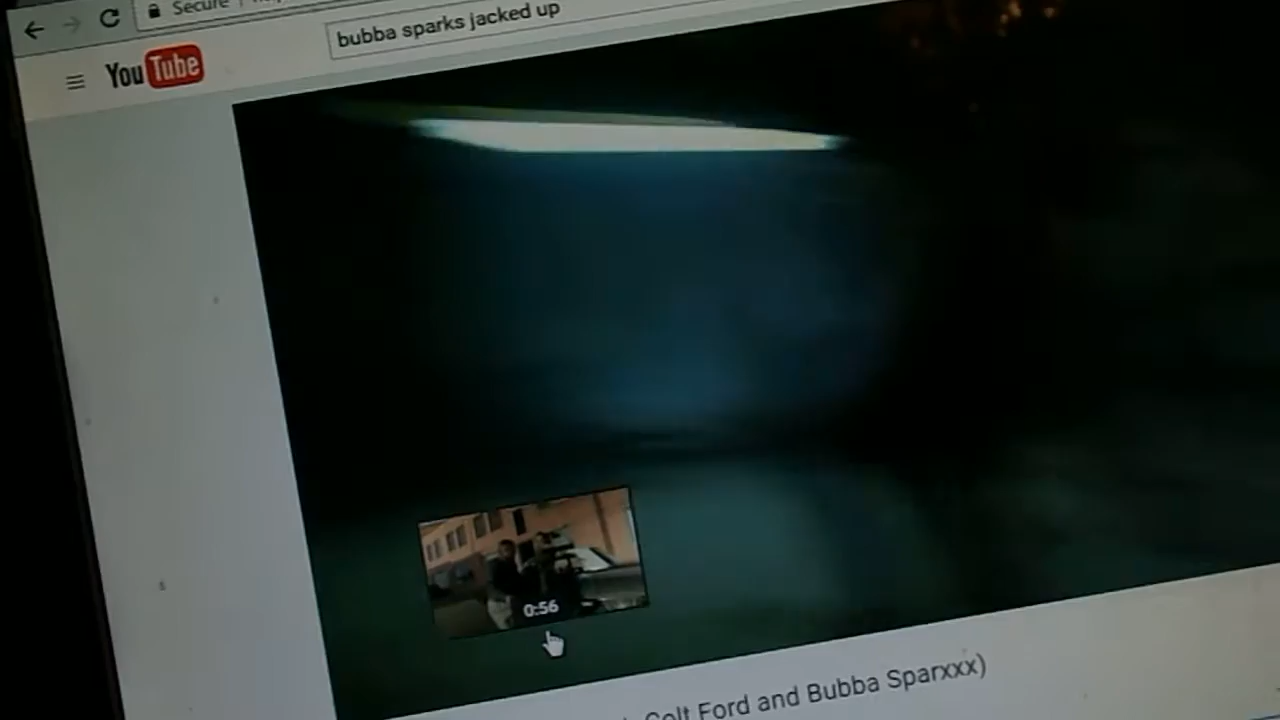 Secure
bubba sparks jacked up
YouTube
0:56
Colt Ford and Bubba Sparxxx)